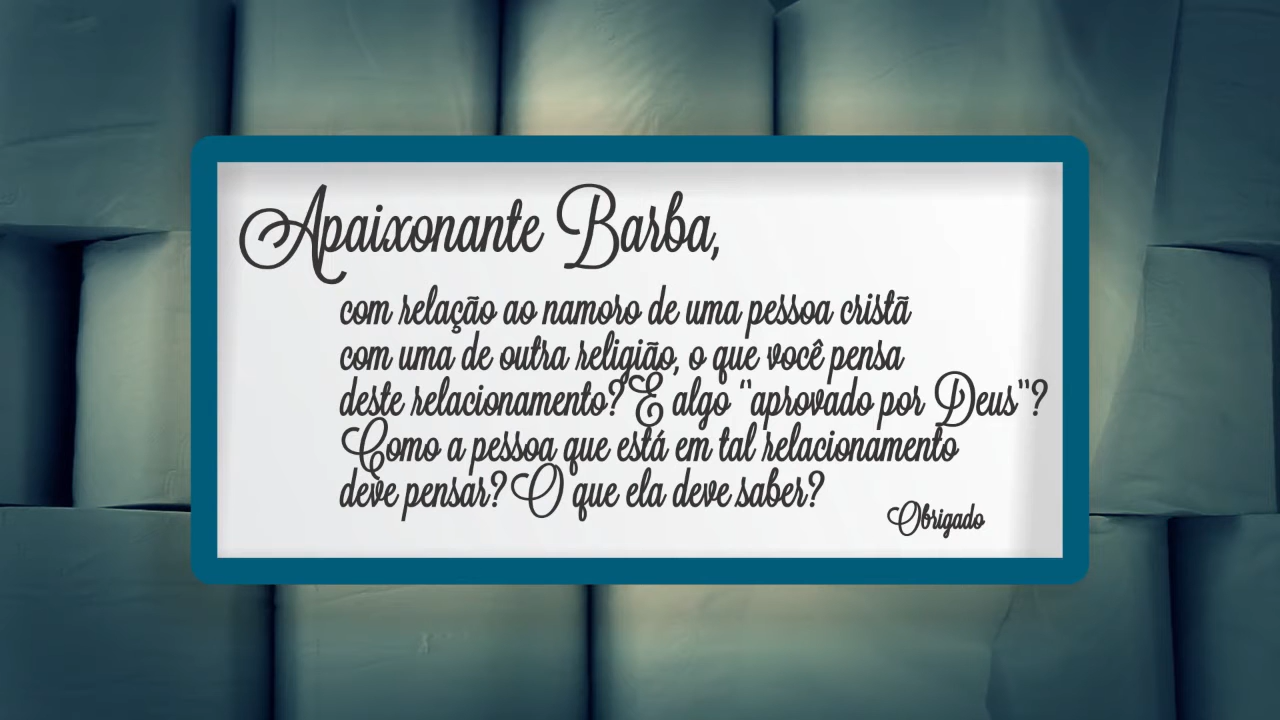 Apaixonante Barba,
com relação ao namoro de uma pessoa cristã
com uma de outra religião, o que você pensa
deste relacionamento? É algo "aprovado por Deus"?
Como a pessoa que está em tal relacionamento
deve pensar? O que ela deve saber?
Obrigado